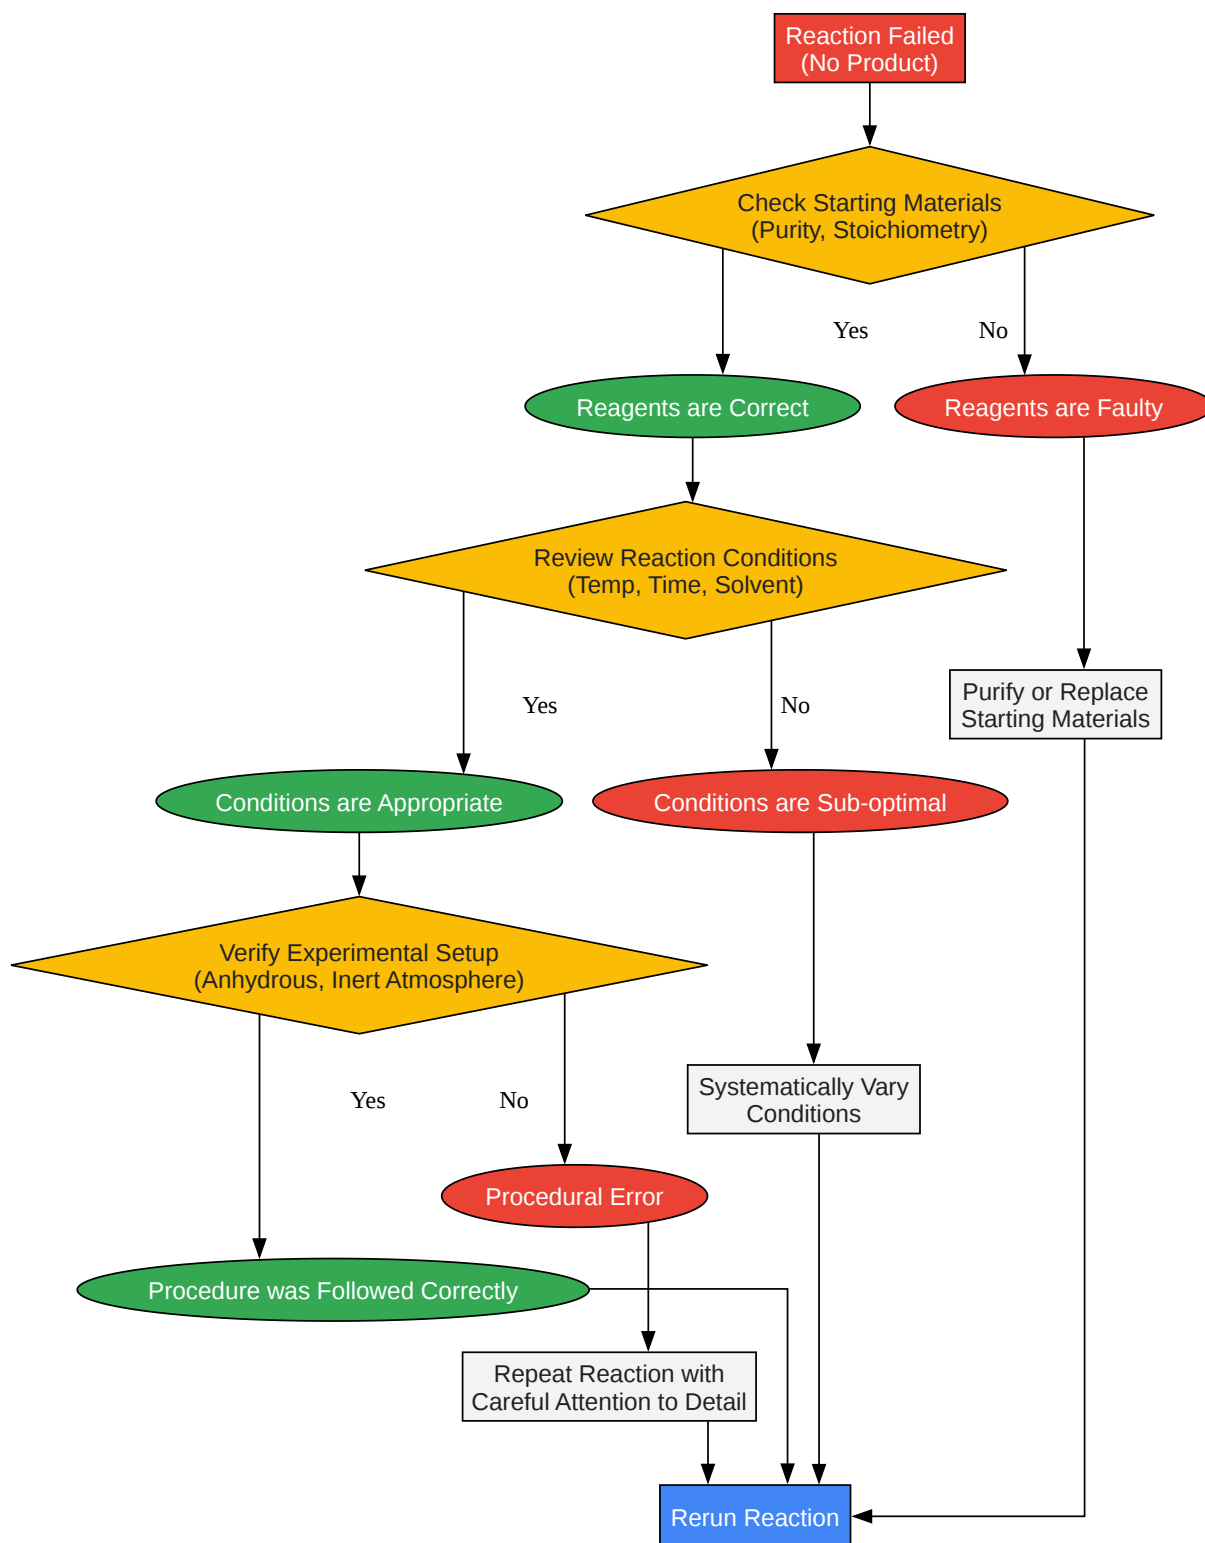 Reaction Failed
(No Product)
Check Starting Materials
(Purity, Stoichiometry)
Yes
No
Reagents are Correct
Reagents are Faulty
Review Reaction Conditions
(Temp, Time, Solvent)
Yes
No
Purify or Replace
Starting Materials
Conditions are Appropriate
Conditions are Sub-optimal
Verify Experimental Setup
(Anhydrous, Inert Atmosphere)
Yes
No
Systematically Vary
Conditions
Procedural Error
Procedure was Followed Correctly
Repeat Reaction with
Careful Attention to Detail
Rerun Reaction